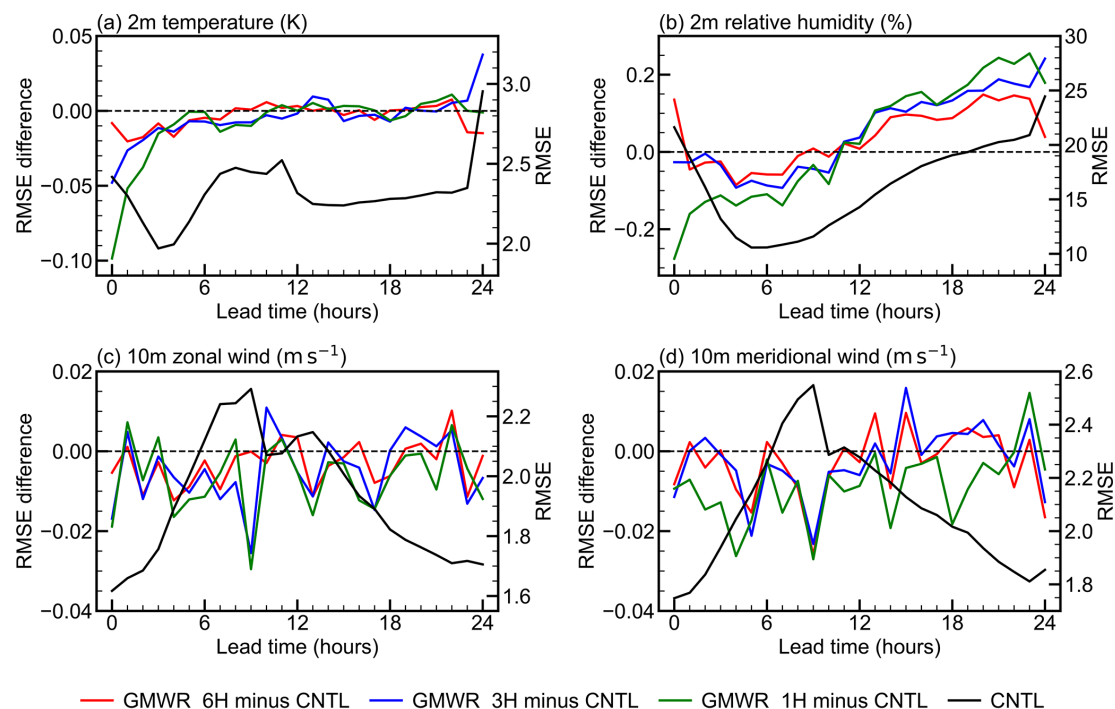 (a) 2m temperature (K)
0.05
0.00
−0.05
−0.10
RMSE difference
3.0
2.5
2.0
RMSE
0 6 12 18 24
Lead time (hours)
(b) 2m relative humidity (%)
0.2
0.0
−0.2
RMSE difference
30
25
20
15
10
RMSE
0 6 12 18 24
Lead time (hours)
(c) 10m zonal wind (m s⁻¹)
0.02
0.00
−0.02
−0.04
RMSE difference
2.2
2.0
1.8
1.6
RMSE
0 6 12 18 24
Lead time (hours)
(d) 10m meridional wind (m s⁻¹)
0.02
0.00
−0.02
−0.04
RMSE difference
2.6
2.4
2.2
2.0
1.8
RMSE
0 6 12 18 24
Lead time (hours)
GMWR 6H minus CNTL GMWR 3H minus CNTL GMWR 1H minus CNTL CNTL